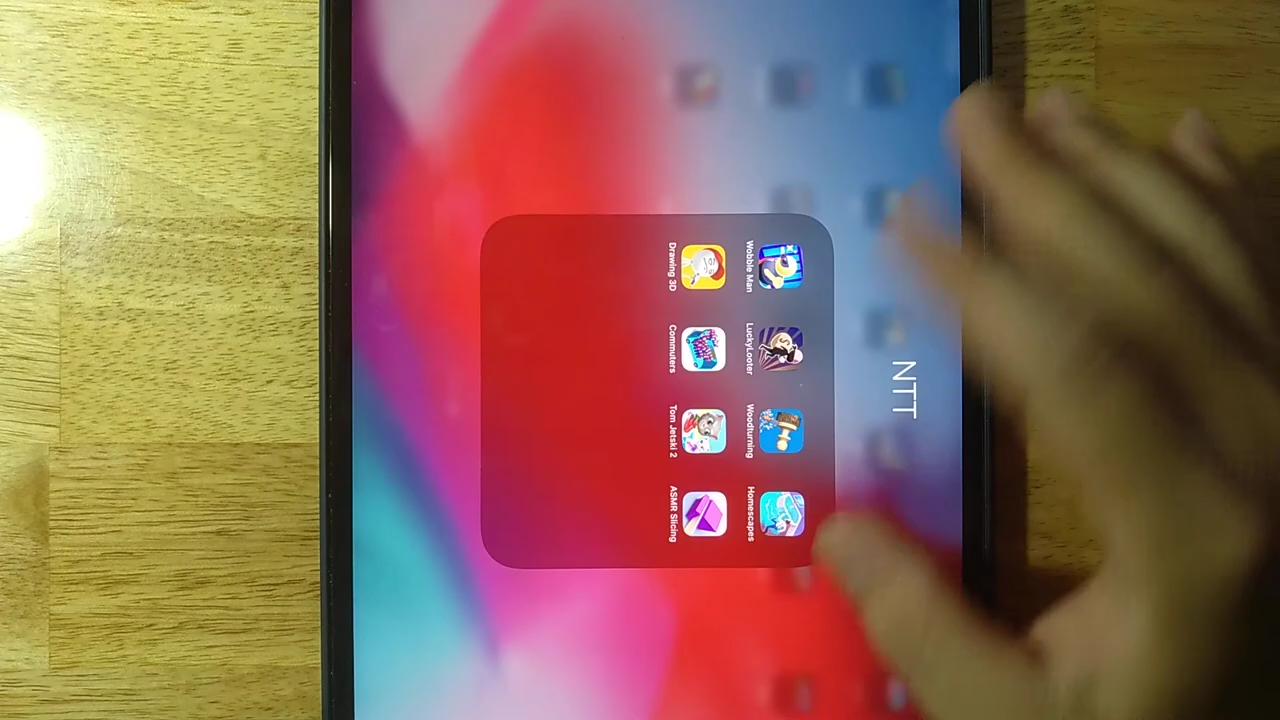 NTT
Wobble Man
LuckyLooter
Woodturning
Homescapes
Drawing 3D
Commuters
Tom Jetski 2
ASMR Slicing